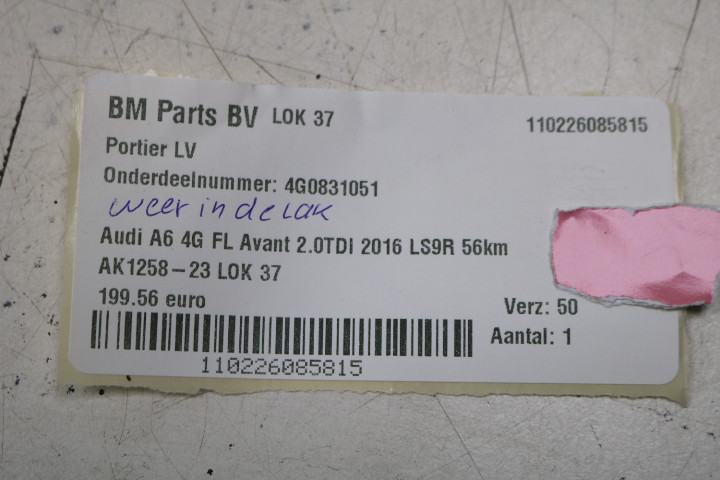 BM Parts BV LOK 37 110226085815
Portier LV
Onderdeelnummer: 4G0831051
weer in de lak
Audi A6 4G FL Avant 2.0TDI 2016 LS9R 56km
AK1258-23 LOK 37
199.56 euro Verz: 50
Aantal: 1
110226085815